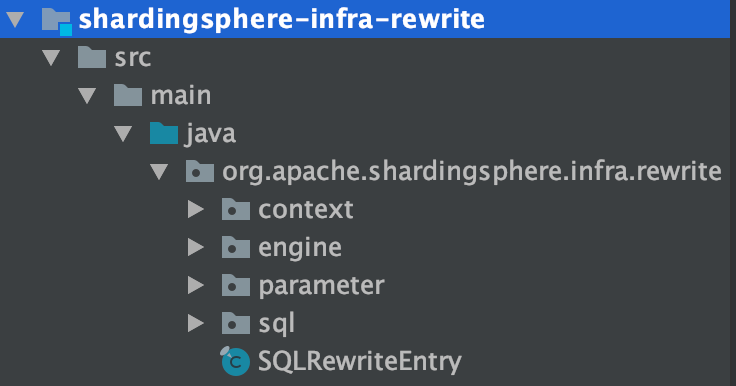 shardingsphere-infra-rewrite
src
main
java
org.apache.shardingsphere.infra.rewrite
context
engine
parameter
sql
C SQLRewriteEntry